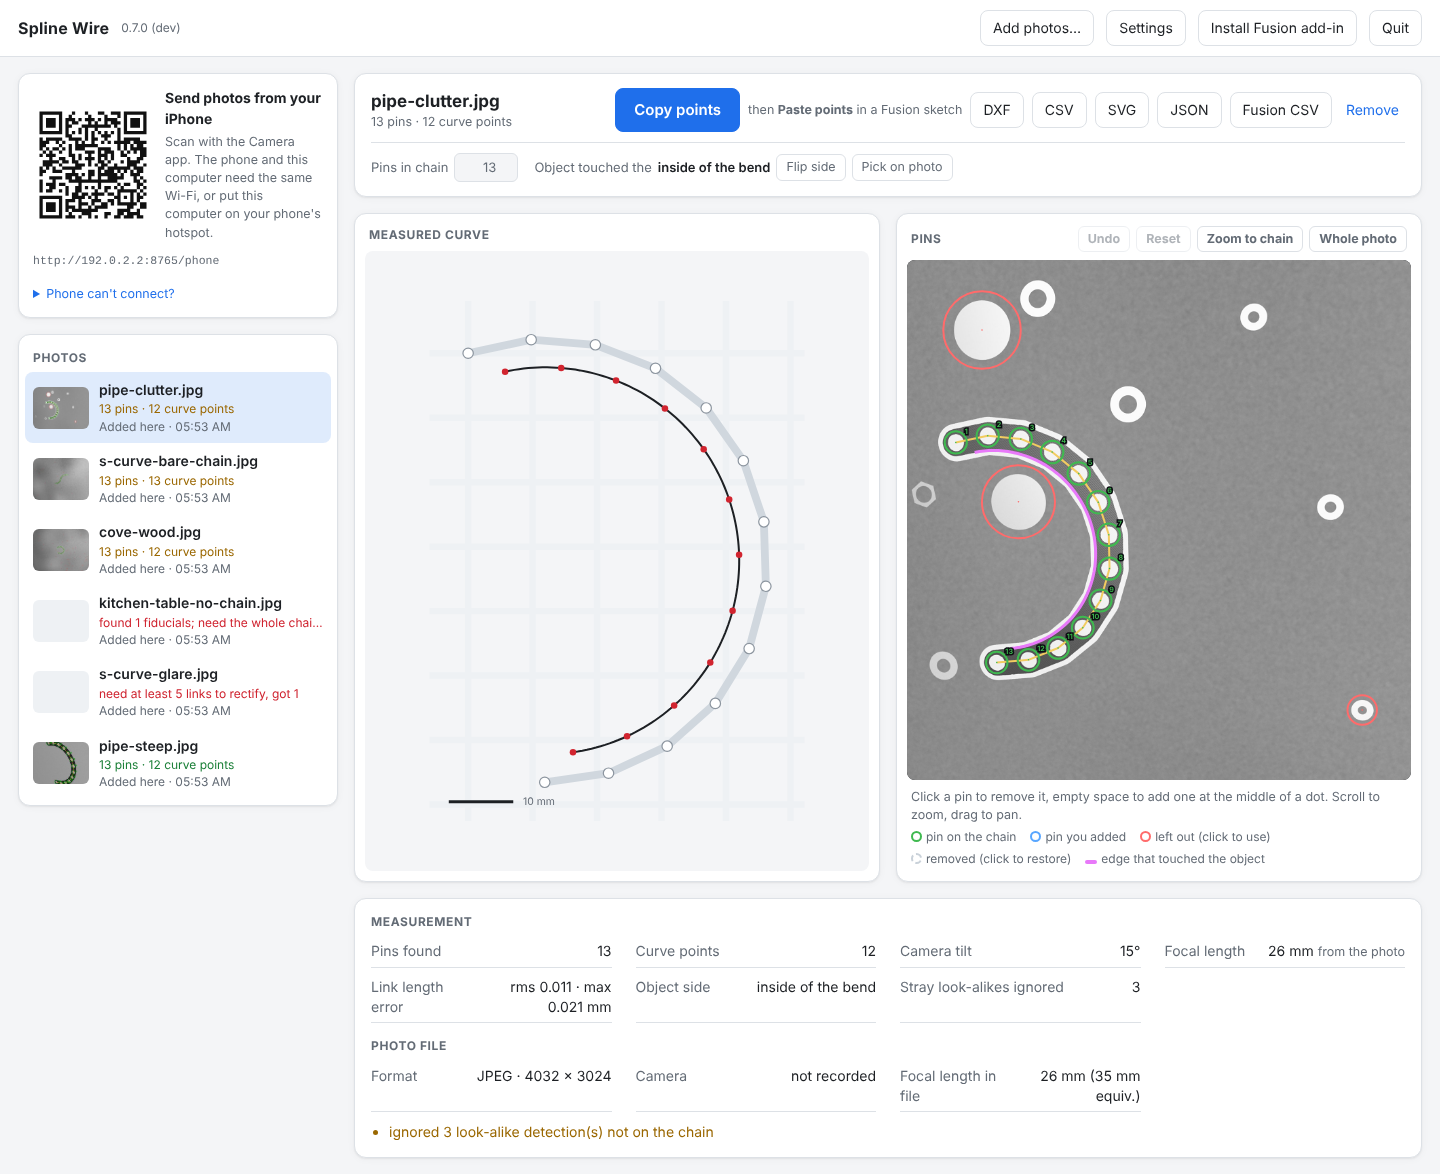 Spline Wire 0.7.0 (dev)
Add photos... Settings Install Fusion add-in Quit
Send photos from your
iPhone
Scan with the Camera
app. The phone and this
computer need the same
Wi-Fi, or put this
computer on your phone's
hotspot.
http://192.0.2.2:8765/phone
Phone can't connect?
PHOTOS
pipe-clutter.jpg
13 pins · 12 curve points
Added here · 05:53 AM
s-curve-bare-chain.jpg
13 pins · 13 curve points
Added here · 05:53 AM
cove-wood.jpg
13 pins · 12 curve points
Added here · 05:53 AM
kitchen-table-no-chain.jpg
found 1 fiducials; need the whole chai...
Added here · 05:53 AM
s-curve-glare.jpg
need at least 5 links to rectify, got 1
Added here · 05:53 AM
pipe-steep.jpg
13 pins · 12 curve points
Added here · 05:53 AM
pipe-clutter.jpg
13 pins · 12 curve points
Copy points then Paste points in a Fusion sketch DXF CSV SVG JSON Fusion CSV Remove
Pins in chain 13 Object touched the inside of the bend Flip side Pick on photo
MEASURED CURVE
10 mm
PINS Undo Reset Zoom to chain Whole photo
1
2
3
4
5
6
7
8
9
10
11
12
13
Click a pin to remove it, empty space to add one at the middle of a dot. Scroll to
zoom, drag to pan.
pin on the chain pin you added left out (click to use)
removed (click to restore) edge that touched the object
MEASUREMENT
Pins found 13 Curve points 12 Camera tilt 15° Focal length 26 mm from the photo
Link length error rms 0.011 · max 0.021 mm Object side inside of the bend Stray look-alikes ignored 3
PHOTO FILE
Format JPEG · 4032 × 3024 Camera not recorded Focal length in file 26 mm (35 mm equiv.)
• ignored 3 look-alike detection(s) not on the chain